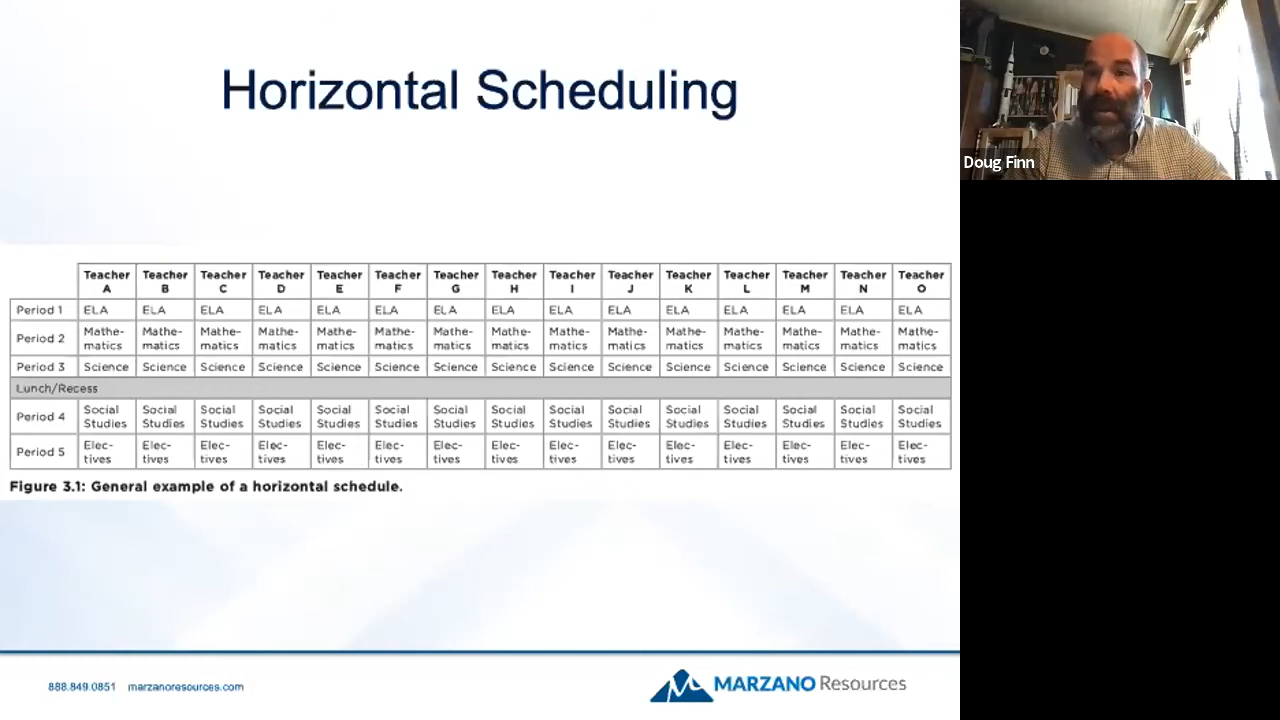 Horizontal Scheduling
Doug Finn
Teacher A Teacher B Teacher C Teacher D Teacher E Teacher F Teacher G Teacher H Teacher I Teacher J Teacher K Teacher L Teacher M Teacher N Teacher O
Period 1 ELA ELA ELA ELA ELA ELA ELA ELA ELA ELA ELA ELA ELA ELA ELA
Period 2 Mathe-matics Mathe-matics Mathe-matics Mathe-matics Mathe-matics Mathe-matics Mathe-matics Mathe-matics Mathe-matics Mathe-matics Mathe-matics Mathe-matics Mathe-matics Mathe-matics Mathe-matics
Period 3 Science Science Science Science Science Science Science Science Science Science Science Science Science Science Science
Lunch/Recess
Period 4 Social Studies Social Studies Social Studies Social Studies Social Studies Social Studies Social Studies Social Studies Social Studies Social Studies Social Studies Social Studies Social Studies Social Studies Social Studies
Period 5 Elec-tives Elec-tives Elec-tives Elec-tives Elec-tives Elec-tives Elec-tives Elec-tives Elec-tives Elec-tives Elec-tives Elec-tives Elec-tives Elec-tives Elec-tives
Figure 3.1: General example of a horizontal schedule.
888.849.0851 marzanoresources.com
MARZANO Resources